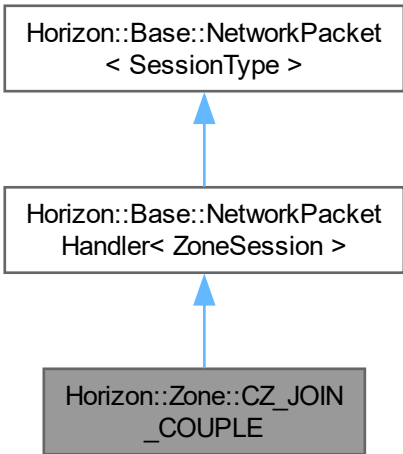 Horizon::Base::NetworkPacket
< SessionType >
Horizon::Base::NetworkPacket
Handler< ZoneSession >
Horizon::Zone::CZ_JOIN
_COUPLE